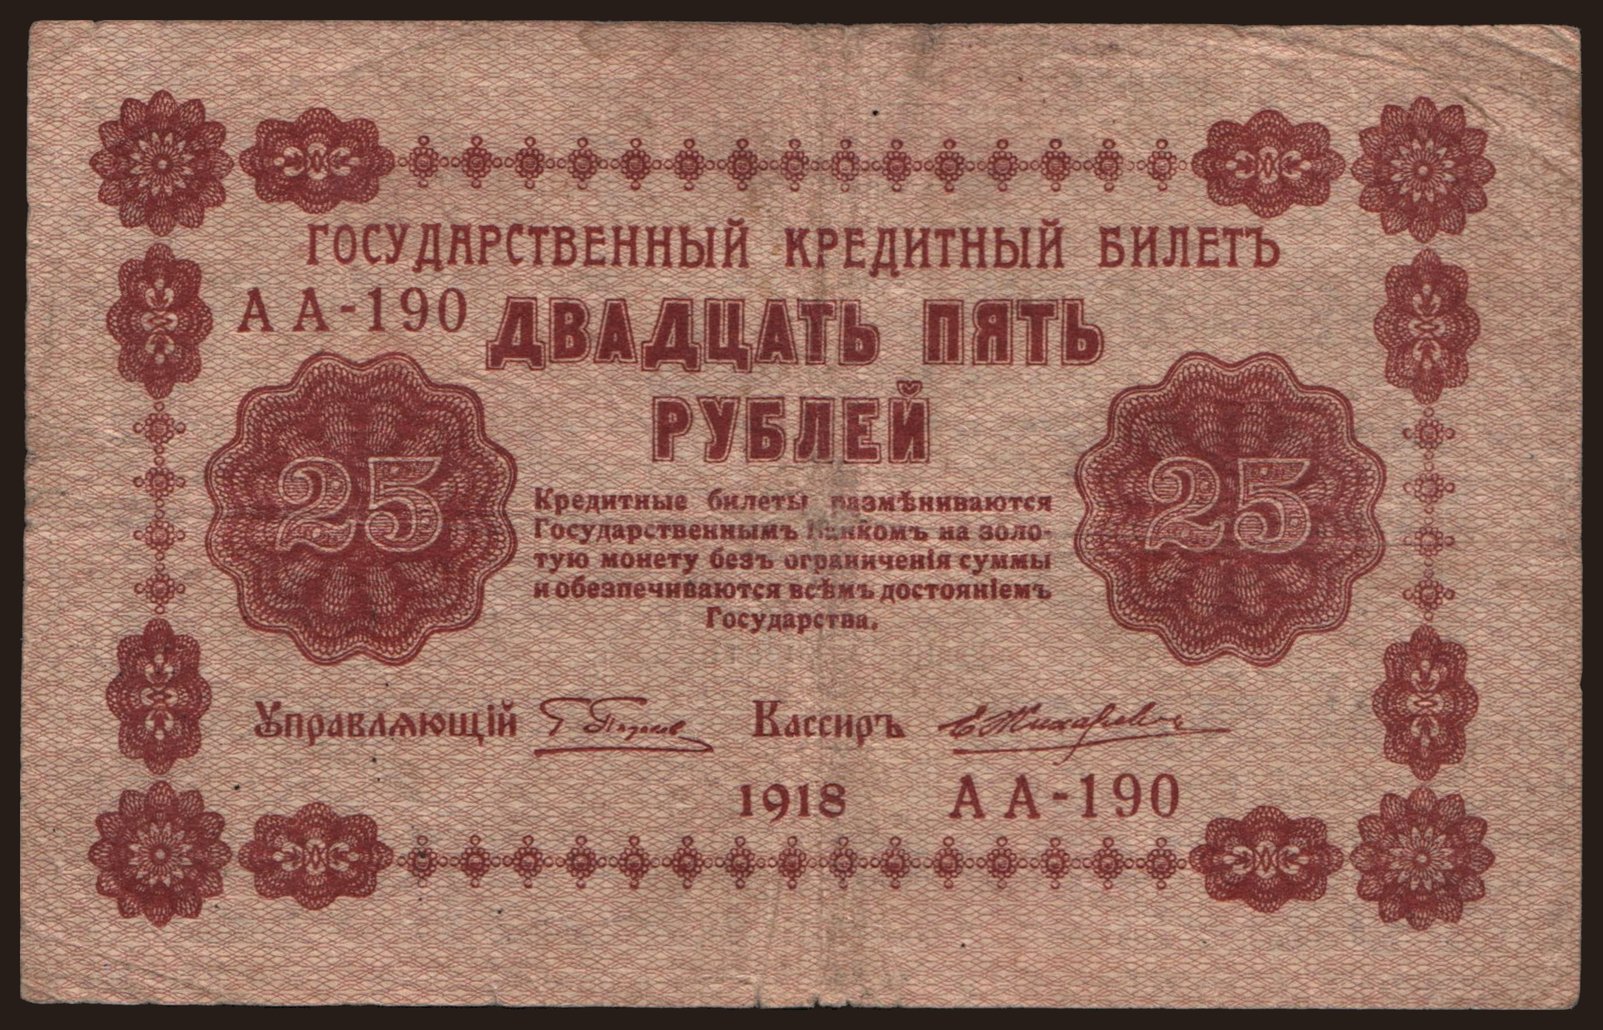 ГОСУДАРСТВЕННЫЙ КРЕДИТНЫЙ БИЛЕТЪ
АА-190
ДВАДЦАТЬ ПЯТЬ
РУБЛЕЙ
25
25
Кредитные билеты размѣниваются
Государственнымъ Банкомъ на золо-
тую монету безъ ограниченія суммы
и обезпечиваются всѣмъ достояніемъ
Государства.
Управляющій
Кассиръ
1918
АА-190